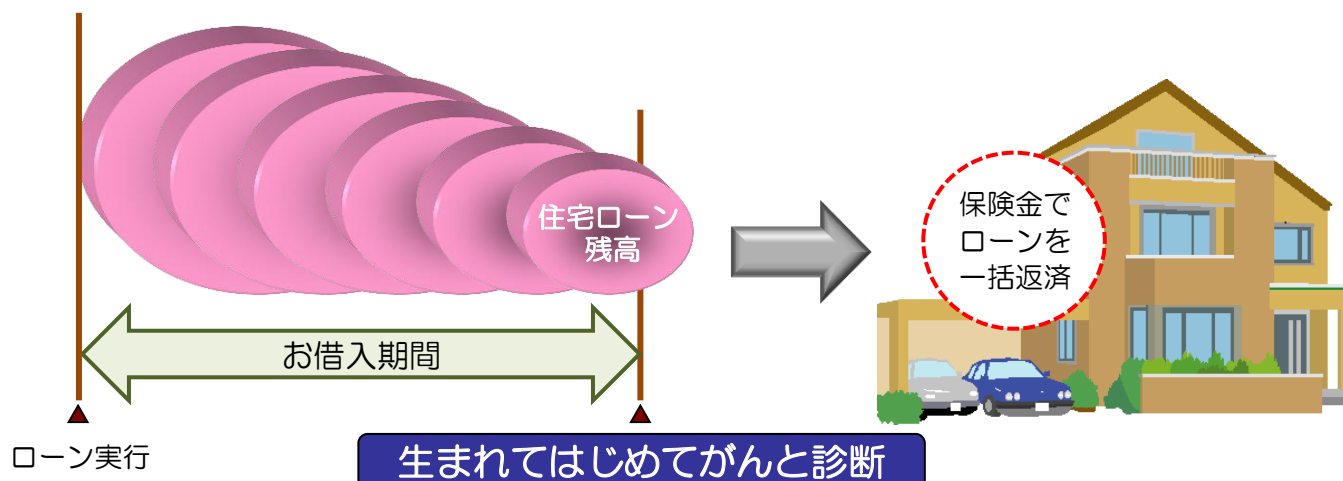 住宅ローン
残高
保険金で
ローンを
一括返済
お借入期間
ローン実行
生まれてはじめてがんと診断